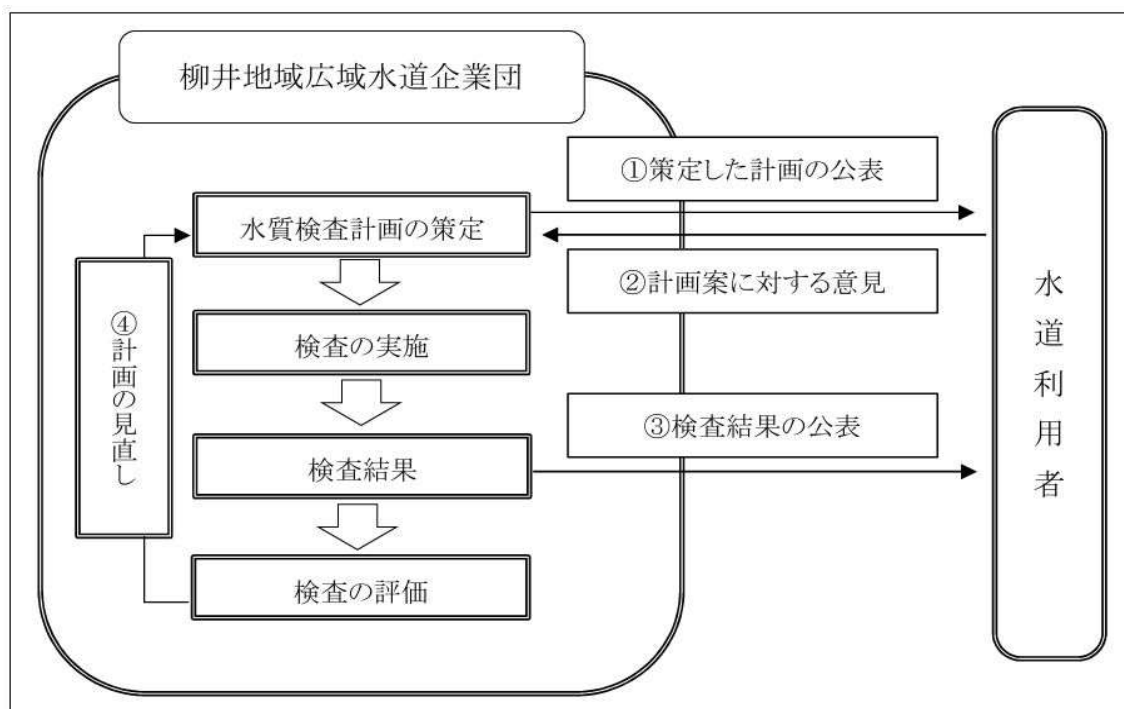 柳井地域広域水道企業団
①策定した計画の公表
水質検査計画の策定
②計画案に対する意見
検査の実施
④計画の見直し
③検査結果の公表
検査結果
検査の評価
水道利用者